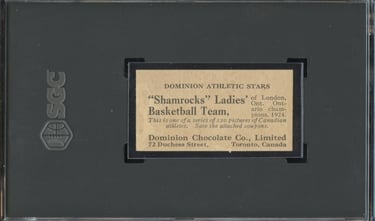 SGC
DOMINION ATHLETIC STARS
"Shamrocks" Ladies' of London, Ont. Ont-
Basketball Team, ario champions, 1924.
This is one of a series of 120 pictures of Canadian
athletes. Save the attached coupons.
Dominion Chocolate Co., Limited
72 Duchess Street, Toronto, Canada